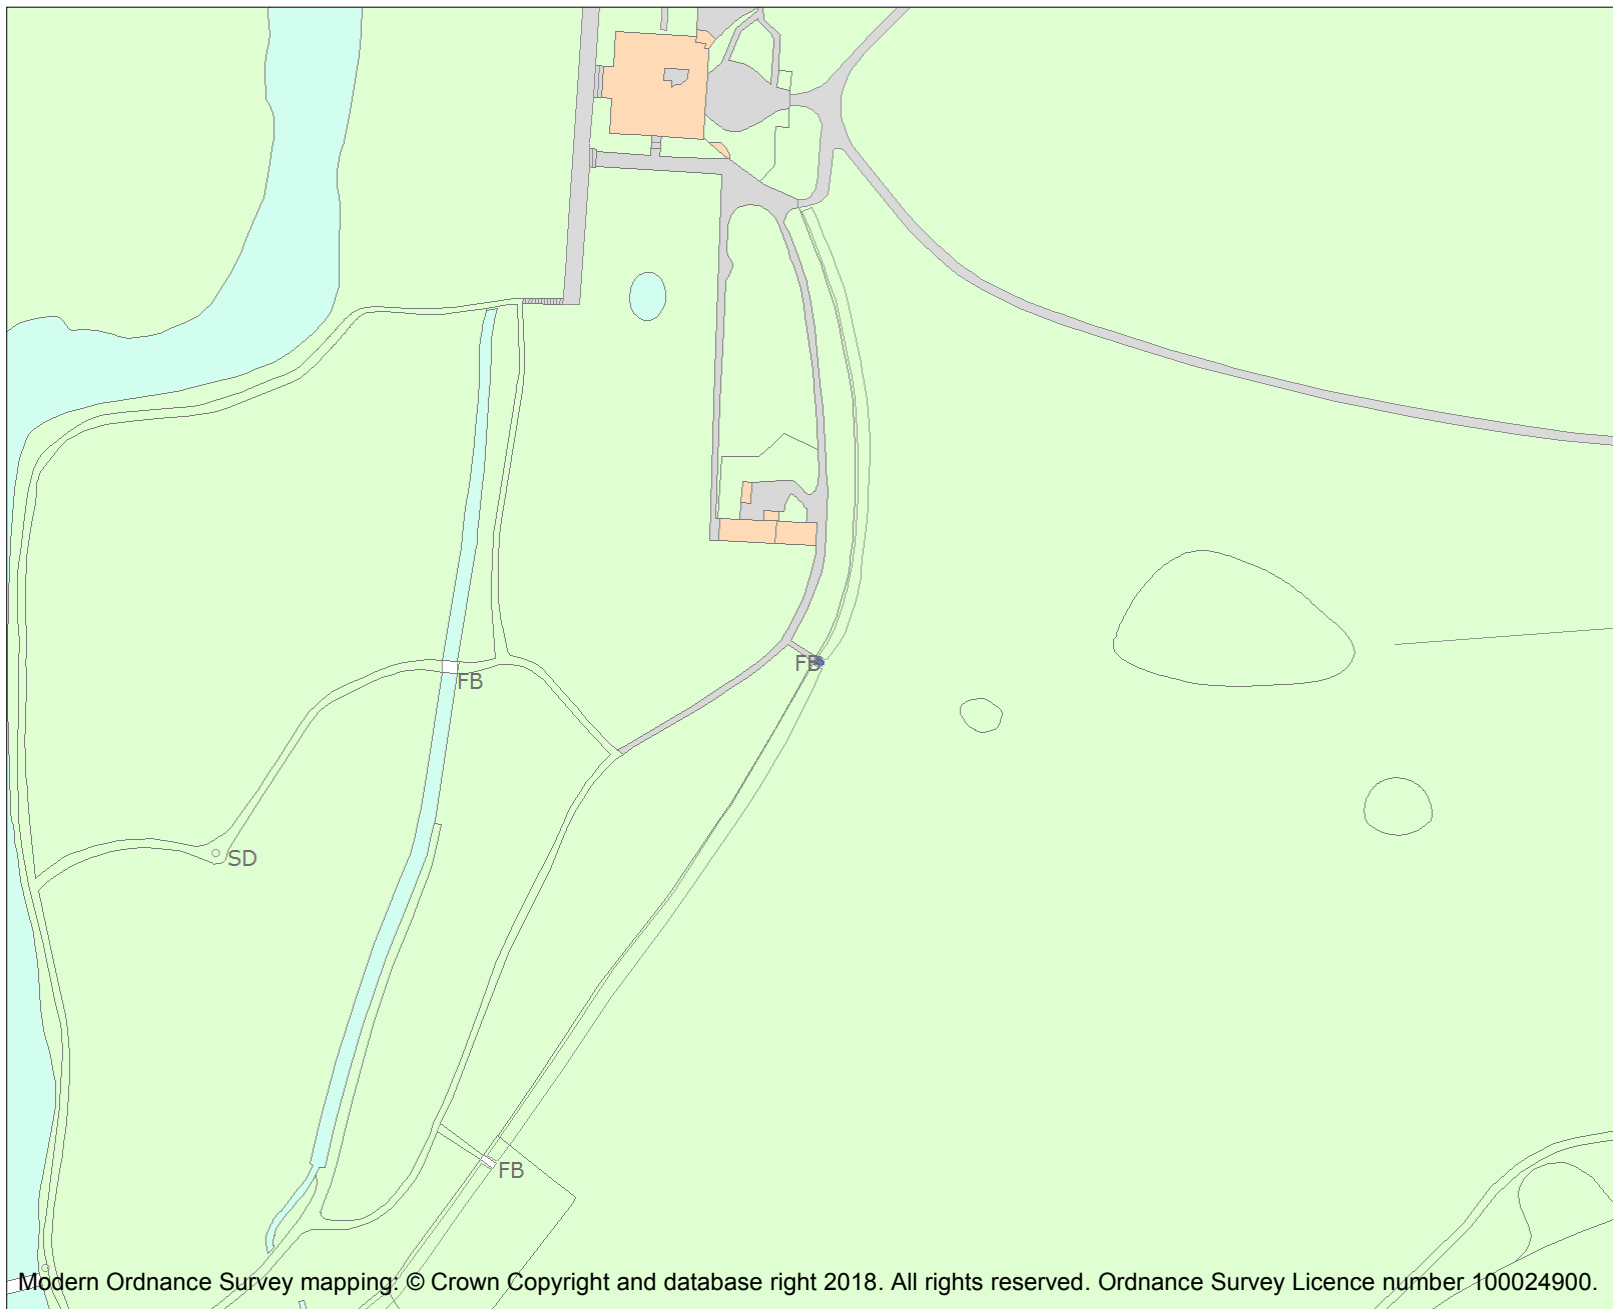 FB
FB
SD
FB
Modern Ordnance Survey mapping: © Crown Copyright and database right 2018. All rights reserved. Ordnance Survey Licence number 100024900.